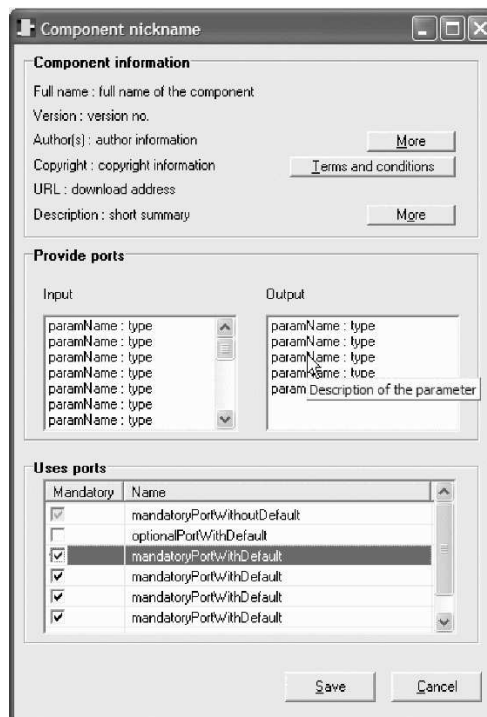 Component nickname
Component information
Full name : full name of the component
Version : version no.
Author(s) : author information
More
Copyright : copyright information
Terms and conditions
URL : download address
Description : short summary
More
Provide ports
Input
Output
paramName : type
paramName : type
paramName : type
paramName : type
paramName : type
paramName : type
paramName : type
paramName : type
paramName : type
paramName : type
paramName : type
param
Description of the parameter
Uses ports
Mandatory Name
mandatoryPortWithoutDefault
optionalPortWithDefault
mandatoryPortWithDefault
mandatoryPortWithDefault
mandatoryPortWithDefault
mandatoryPortWithDefault
Save
Cancel